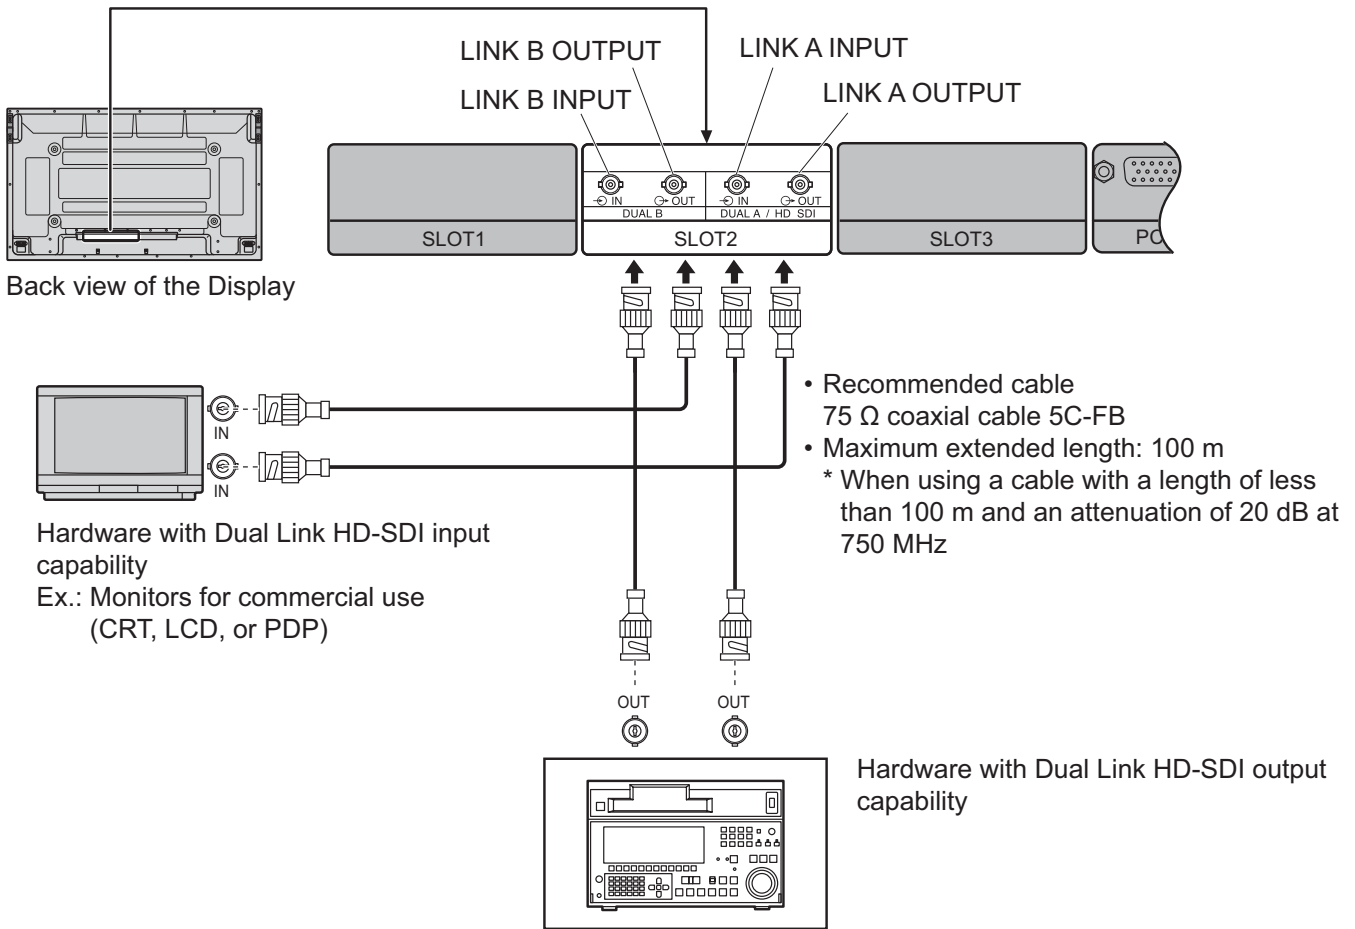 LINK B OUTPUT
LINK A INPUT
LINK B INPUT
LINK A OUTPUT
IN
OUT
IN
OUT
DUAL B
DUAL A / HD SDI
SLOT1
SLOT2
SLOT3
PC
Back view of the Display
IN
IN
• Recommended cable
75 Ω coaxial cable 5C-FB
• Maximum extended length: 100 m
* When using a cable with a length of less
than 100 m and an attenuation of 20 dB at
750 MHz
Hardware with Dual Link HD-SDI input
capability
Ex.: Monitors for commercial use
(CRT, LCD, or PDP)
OUT
OUT
Hardware with Dual Link HD-SDI output
capability